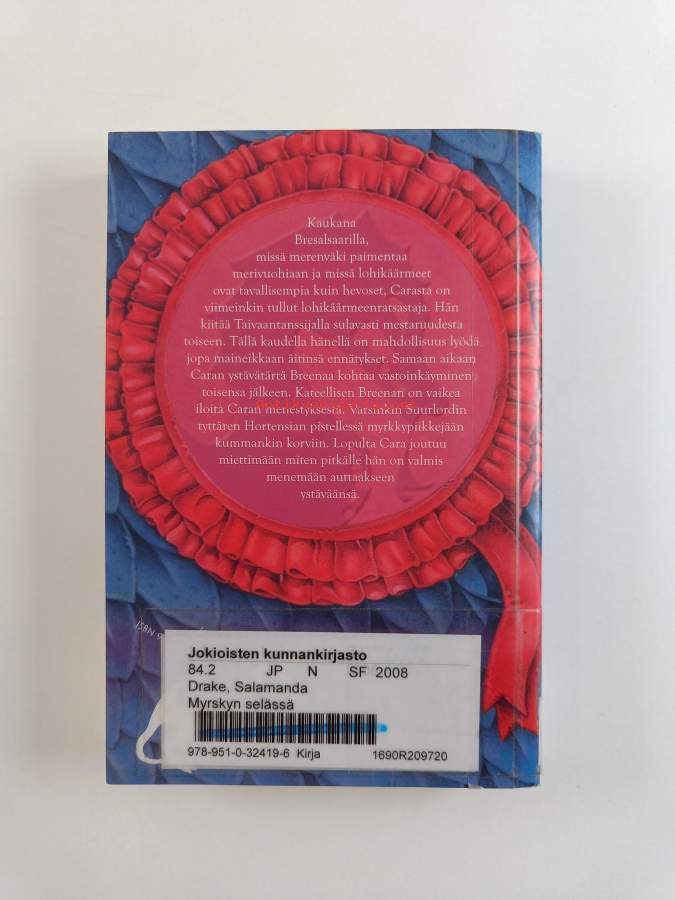 Kaukana
Bresalsaarilla,
missä merenväki paimentaa
merivuohiaan ja missä lohikäärmeet
ovat tavallisempia kuin hevoset, Carasta on
viimeinkin tullut lohikäärmeenratsastaja. Hän
kiitää Taivaantanssijalla sulavasti mestaruudesta
toiseen. Tällä kaudella hänellä on mahdollisuus lyödä
jopa maineikkaan äitinsä ennätykset. Samaan aikaan
Caran ystävätärtä Breenaa kohtaa vastoinkäyminen
toisensa jälkeen. Kateellisen Breenan on vaikea
iloita Caran menestyksestä. Varsinkin Suurlordin
tyttären Hortensian pistellessä myrkkypiikkejään
kummankin korviin. Lopulta Cara joutuu
miettimään miten pitkälle hän on valmis
menemään auttaakseen
ystäväänsä.
ISBN 9
Jokioisten kunnankirjasto
84.2 JP N SF 2008
Drake, Salamanda
Myrskyn selässä
978-951-0-32419-6 Kirja 1690R209720